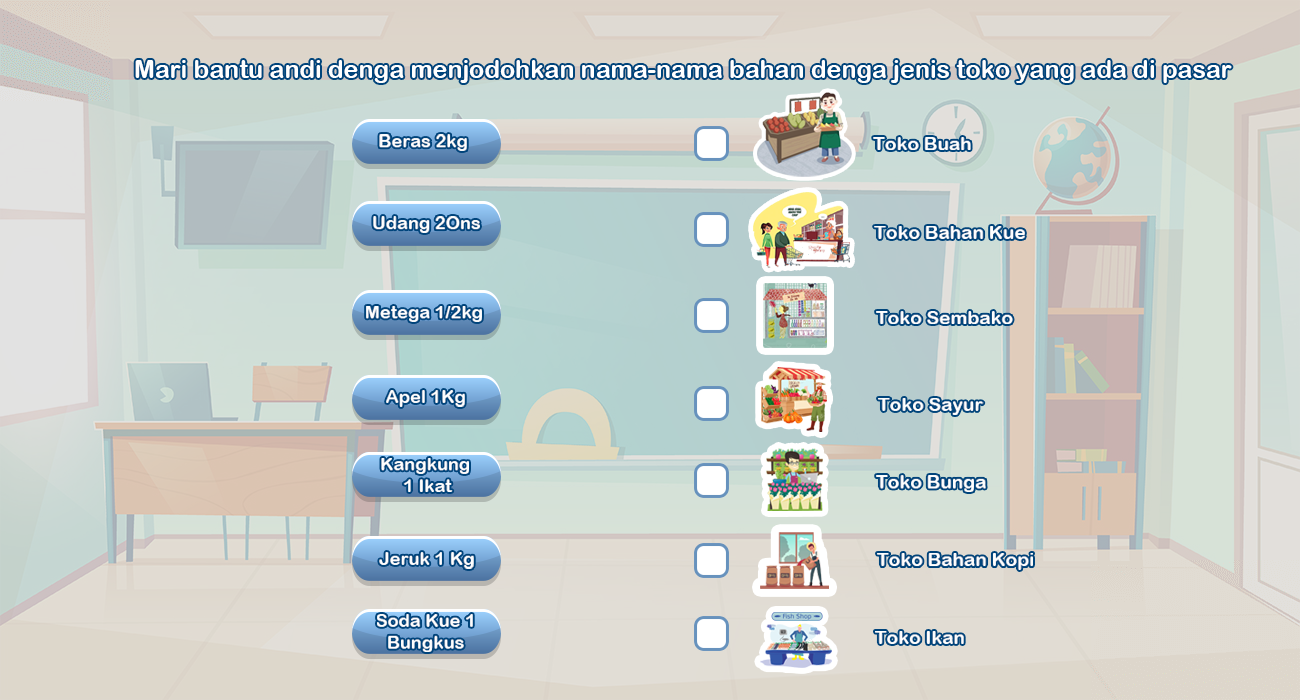 Mari bantu andi denga menjodohkan nama-nama bahan denga jenis toko yang ada di pasar
Beras 2kg
Toko Buah
Udang 2Ons
Toko Bahan Kue
Metega 1/2kg
Toko Sembako
Apel 1Kg
Toko Sayur
Kangkung
1 Ikat
Toko Bunga
Jeruk 1 Kg
Toko Bahan Kopi
Soda Kue 1
Bungkus
Fish Shop
Toko Ikan